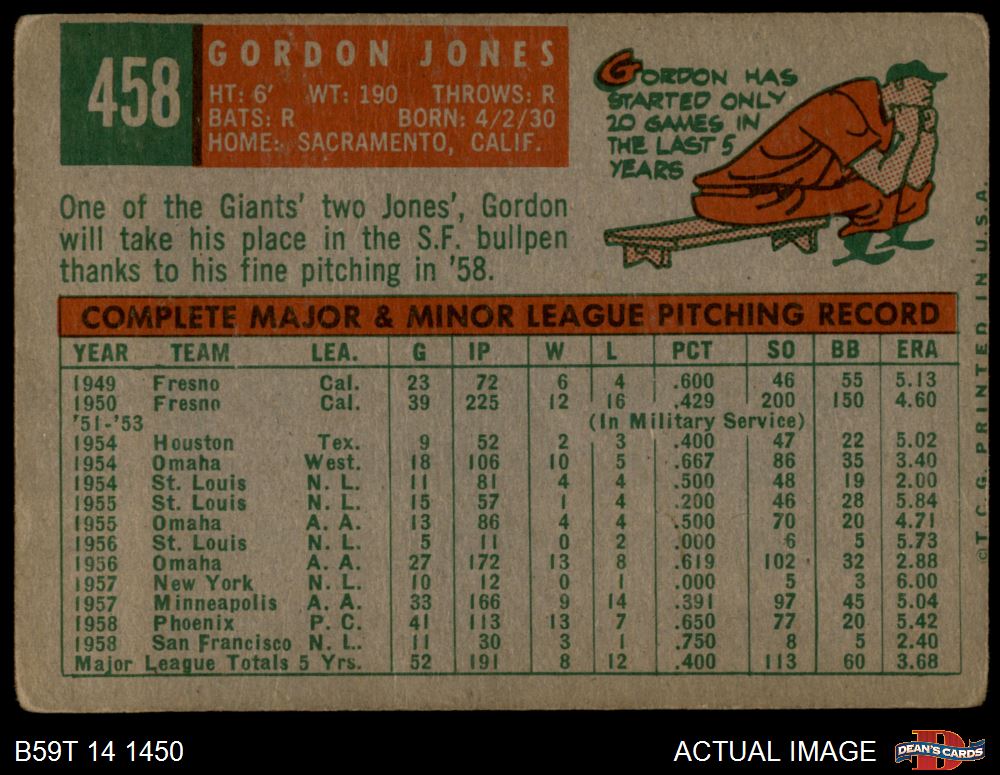 458
GORDON JONES
HT: 6' WT: 190 THROWS: R
BATS: R BORN: 4/2/30
HOME: SACRAMENTO, CALIF.
GORDON HAS
STARTED ONLY
20 GAMES IN
THE LAST 5
YEARS
One of the Giants' two Jones', Gordon
will take his place in the S.F. bullpen
thanks to his fine pitching in '58.
COMPLETE MAJOR & MINOR LEAGUE PITCHING RECORD
YEAR TEAM LEA. G IP W L PCT SO BB ERA
1949 Fresno Cal. 23 72 6 4 .600 46 55 5.13
1950 Fresno Cal. 39 225 12 16 .429 200 150 4.60
'51-'53 (In Military Service)
1954 Houston Tex. 9 52 2 3 .400 47 22 5.02
1954 Omaha West. 18 106 10 5 .667 86 35 3.40
1954 St. Louis N. L. 11 81 4 4 .500 48 19 2.00
1955 St. Louis N. L. 15 57 1 4 .200 46 28 5.84
1955 Omaha A. A. 13 86 4 4 .500 70 20 4.71
1956 St. Louis N. L. 5 11 0 2 .000 6 5 5.73
1956 Omaha A. A. 27 172 13 8 .619 102 32 2.88
1957 New York N. L. 10 12 0 1 .000 5 3 6.00
1957 Minneapolis A. A. 33 166 9 14 .391 97 45 5.04
1958 Phoenix P. C. 41 113 13 7 .650 77 20 5.42
1958 San Francisco N. L. 11 30 3 1 .750 8 5 2.40
Major League Totals 5 Yrs. 52 191 8 12 .400 113 60 3.68
©T.C.G. PRINTED IN U.S.A.
B59T 14 1450
ACTUAL IMAGE
DEAN'S CARDS